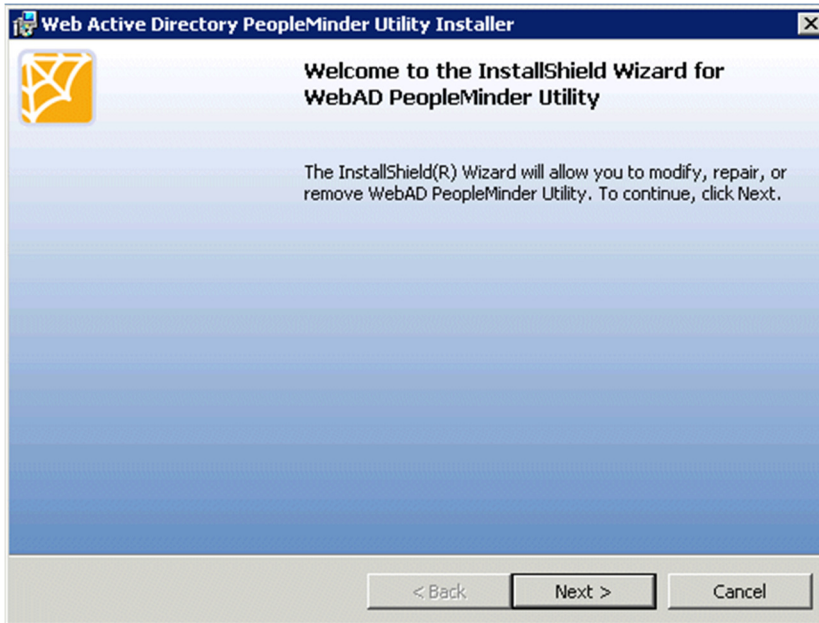 Web Active Directory PeopleMinder Utility Installer
Welcome to the InstallShield Wizard for
WebAD PeopleMinder Utility
The InstallShield(R) Wizard will allow you to modify, repair, or
remove WebAD PeopleMinder Utility. To continue, click Next.
< Back
Next >
Cancel